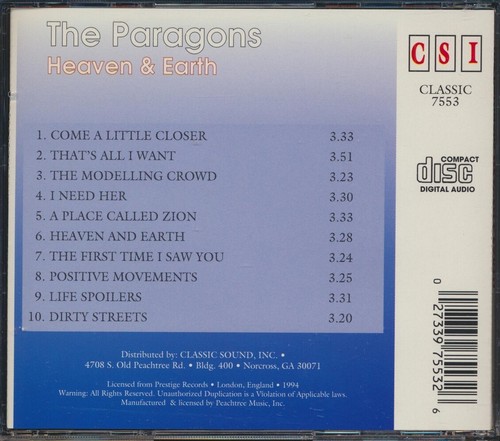 The Paragons
Heaven & Earth
CSI
CLASSIC
7553
1. COME A LITTLE CLOSER 3.33
2. THAT'S ALL I WANT 3.51
3. THE MODELLING CROWD 3.23
4. I NEED HER 3.30
5. A PLACE CALLED ZION 3.33
6. HEAVEN AND EARTH 3.28
7. THE FIRST TIME I SAW YOU 3.24
8. POSITIVE MOVEMENTS 3.25
9. LIFE SPOILERS 3.31
10. DIRTY STREETS 3.20
COMPACT
disc
DIGITAL AUDIO
0 27339 75532 6
Distributed by: CLASSIC SOUND, INC. •
4708 S. Old Peachtree Rd. • Bldg. 400 • Norcross, GA 30071
Licensed from Prestige Records • London, England • 1994
Warning: All Rights Reserved. Unauthorized Duplication is a Violation of Applicable laws.
Manufactured & licensed by Peachtree Music, Inc.